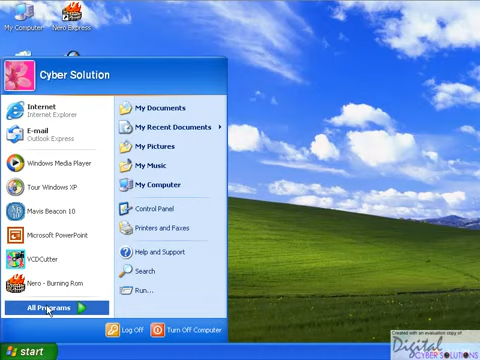 My Computer
Nero Express
Cyber Solution
Internet
Internet Explorer
E-mail
Outlook Express
Windows Media Player
Tour Windows XP
Mavis Beacon 10
Microsoft PowerPoint
VCDCutter
Nero - Burning Rom
All Programs
My Documents
My Recent Documents
My Pictures
My Music
My Computer
Control Panel
Printers and Faxes
Help and Support
Search
Run...
Log Off
Turn Off Computer
start
Created with an evaluation copy of
Digital
CYBER SOLUTIONS